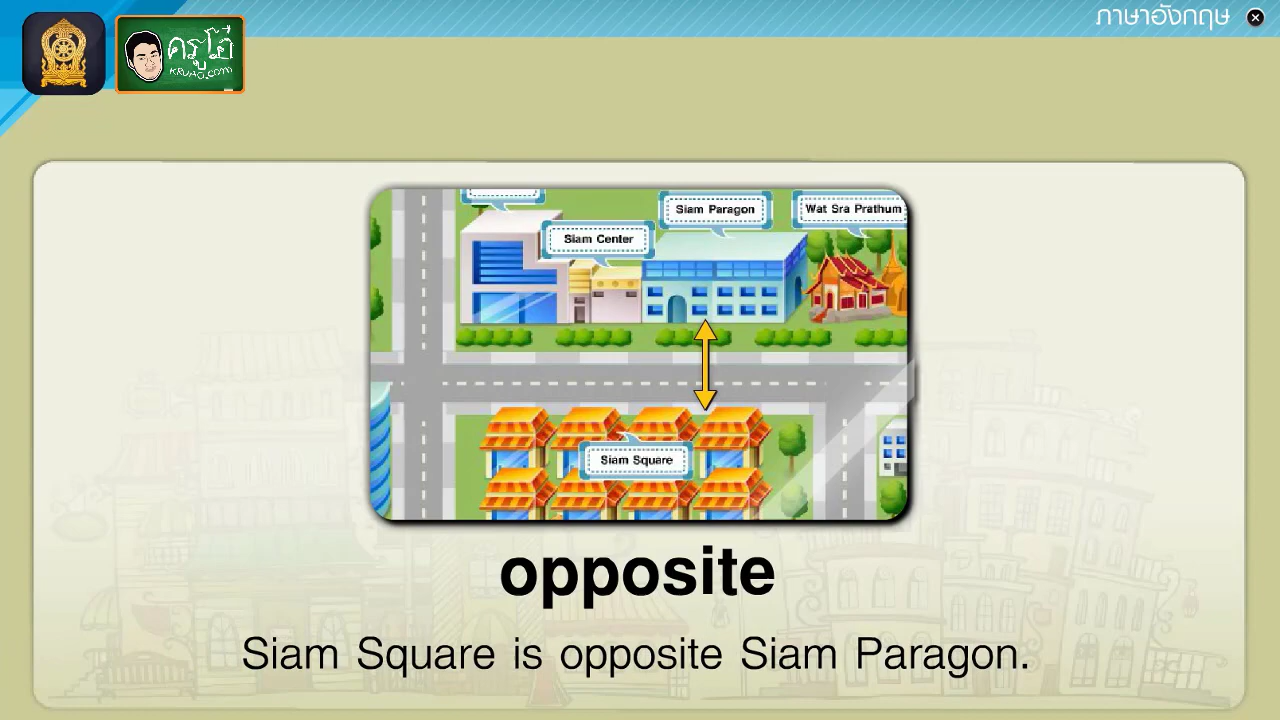 ภาษาอังกฤษ
ครูโอ๋
KRUAO.com
Siam Paragon
Wat Sra Prathum
Siam Center
Siam Square
opposite
Siam Square is opposite Siam Paragon.